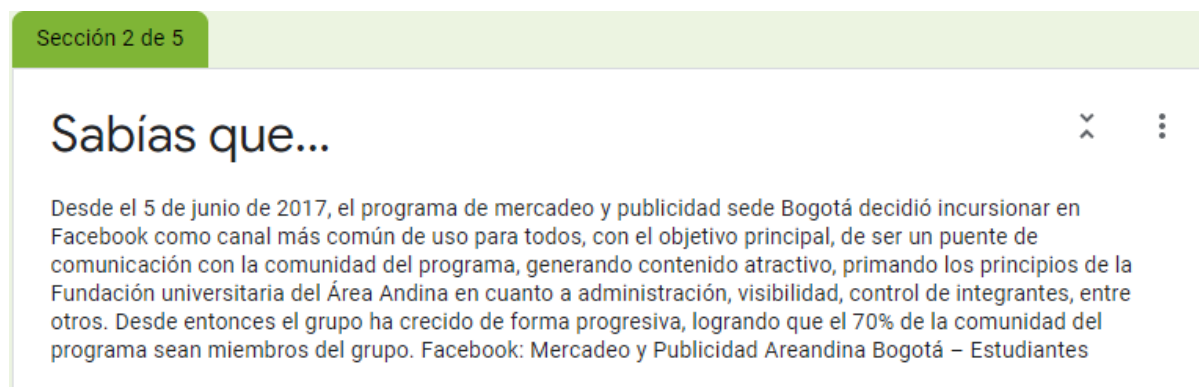 Sección 2 de 5
Sabías que...
Desde el 5 de junio de 2017, el programa de mercadeo y publicidad sede Bogotá decidió incursionar en
Facebook como canal más común de uso para todos, con el objetivo principal, de ser un puente de
comunicación con la comunidad del programa, generando contenido atractivo, primando los principios de la
Fundación universitaria del Área Andina en cuanto a administración, visibilidad, control de integrantes, entre
otros. Desde entonces el grupo ha crecido de forma progresiva, logrando que el 70% de la comunidad del
programa sean miembros del grupo. Facebook: Mercadeo y Publicidad Areandina Bogotá – Estudiantes